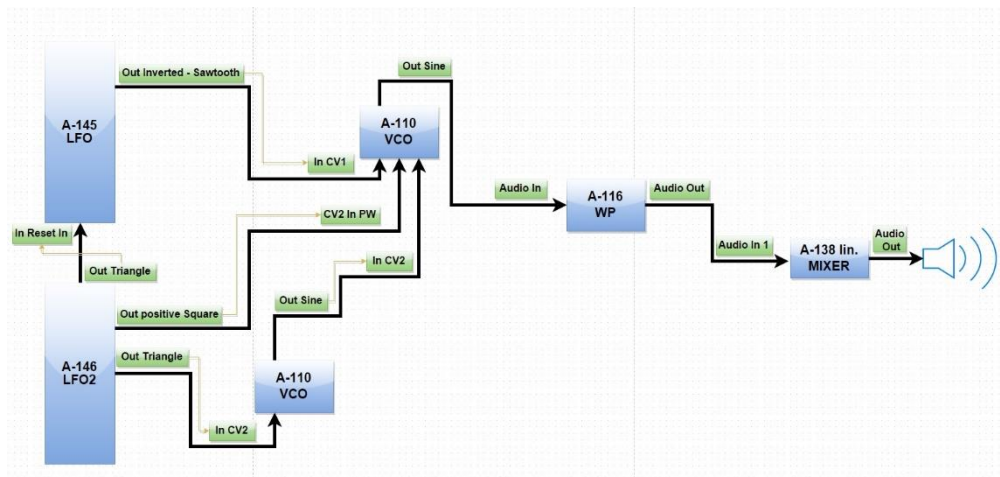 Out Inverted - Sawtooth
Out Sine
A-145
LFO
A-110
VCO
In CV1
Audio In
A-116
WP
Audio Out
CV2 In PW
In Reset In
Out Triangle
In CV2
Audio In 1
A-138 lin.
MIXER
Audio
Out
Out Sine
Out positive Square
A-146
LFO2
Out Triangle
A-110
VCO
In CV2